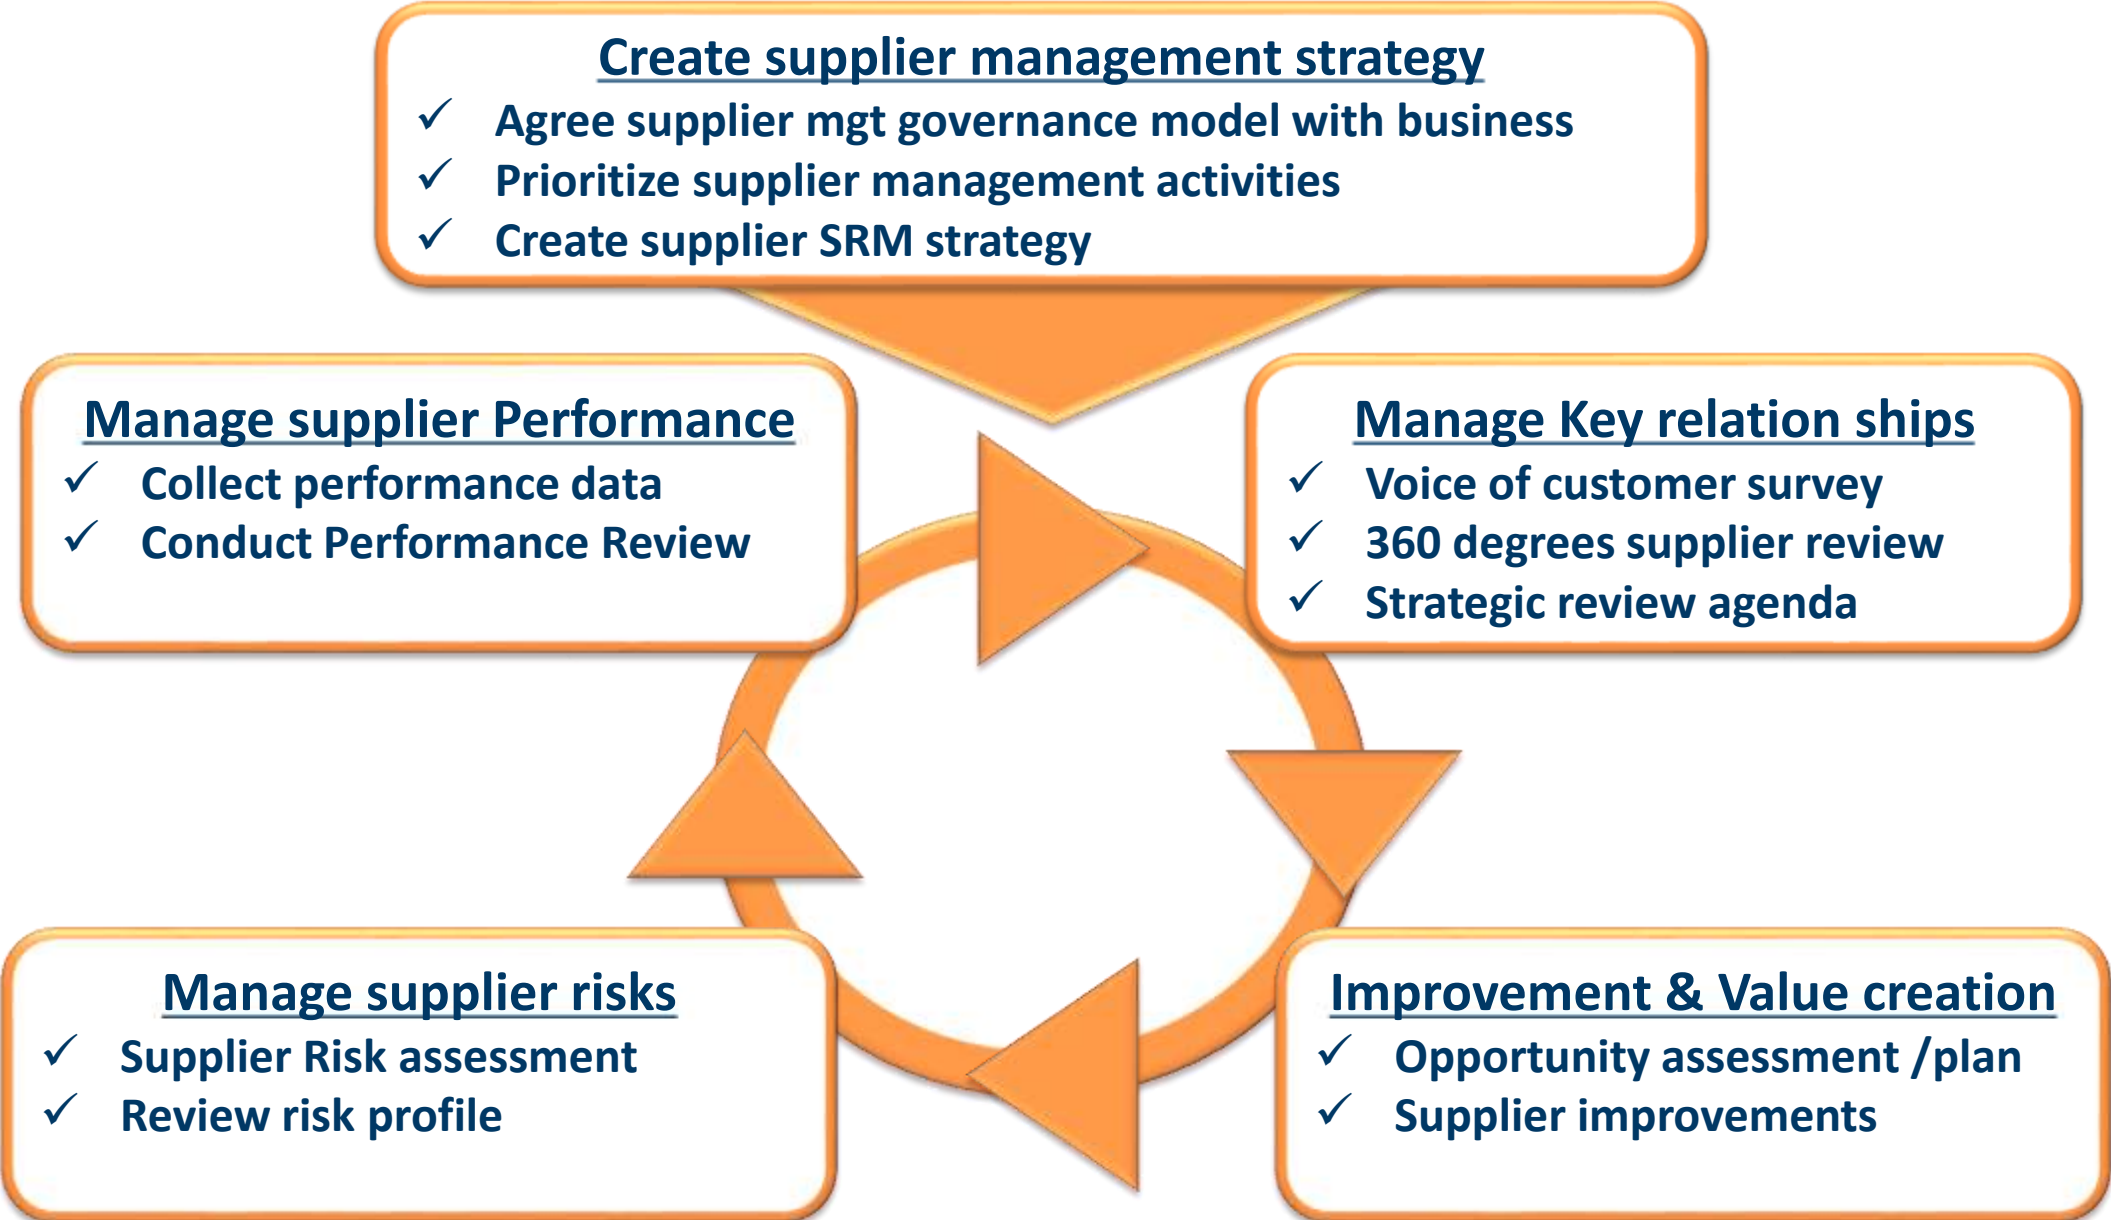 Create supplier management strategy
✓ Agree supplier mgt governance model with business
✓ Prioritize supplier management activities
✓ Create supplier SRM strategy
Manage supplier Performance
✓ Collect performance data
✓ Conduct Performance Review
Manage Key relation ships
✓ Voice of customer survey
✓ 360 degrees supplier review
✓ Strategic review agenda
Manage supplier risks
✓ Supplier Risk assessment
✓ Review risk profile
Improvement & Value creation
✓ Opportunity assessment /plan
✓ Supplier improvements